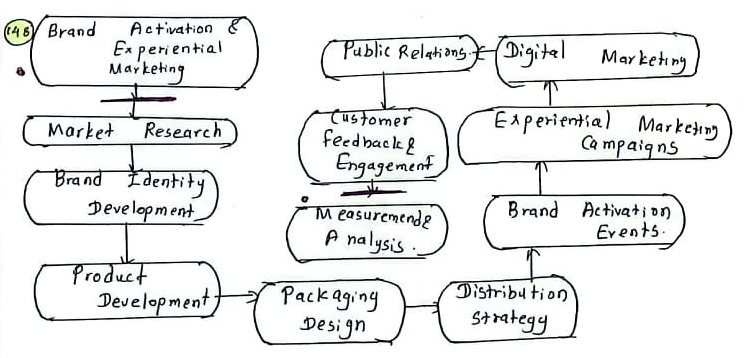 148
Brand Activation &
Experiential
Marketing
Market Research
Brand Identity
Development
Product
Development
Packaging
Design
Distribution
Strategy
Brand Activation
Events.
Experiential Marketing
Campaigns
Digital Marketing
Public Relations.
Customer
feedback &
Engagement
Measurement &
Analysis.